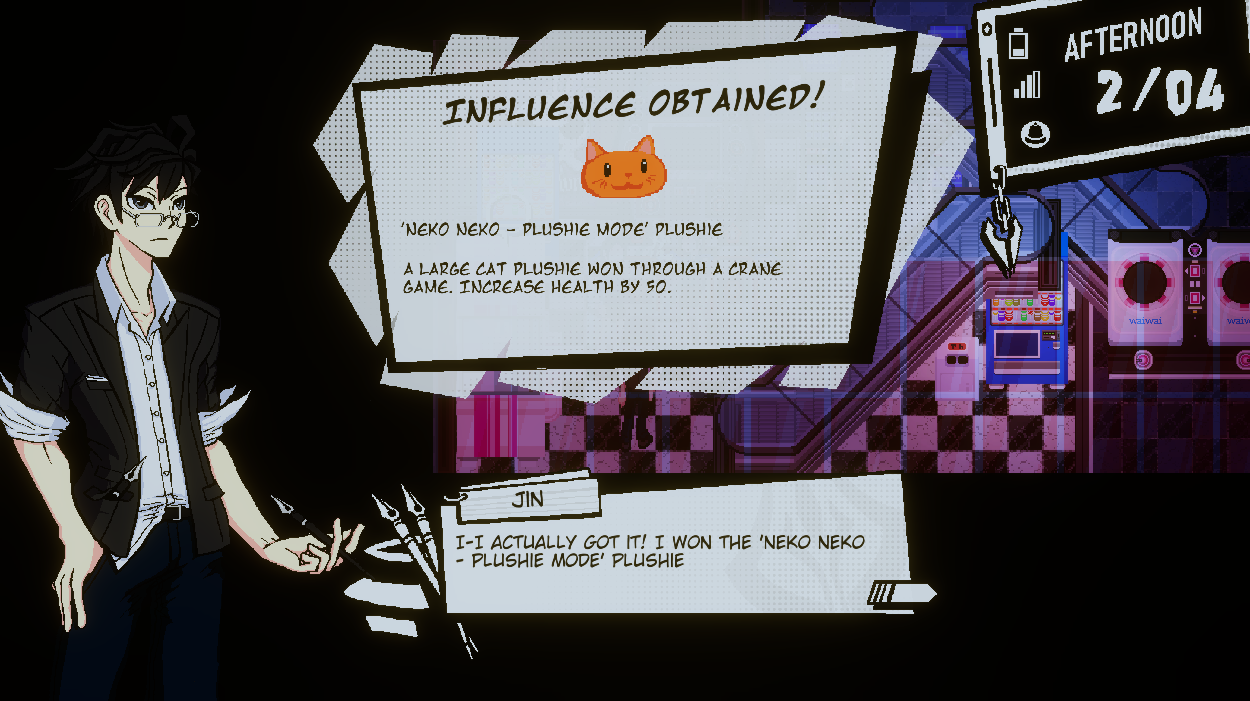 AFTERNOON
2/04
INFLUENCE OBTAINED!
'NEKO NEKO - PLUSHIE MODE' PLUSHIE
A LARGE CAT PLUSHIE WON THROUGH A CRANE
GAME. INCREASE HEALTH BY 50.
waiwai
waiw
JIN
I-I ACTUALLY GOT IT! I WON THE 'NEKO NEKO
- PLUSHIE MODE' PLUSHIE